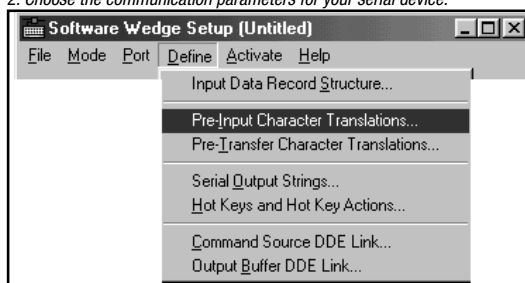 2. Choose the communication parameters for your serial device.
Software Wedge Setup (Untitled)
File Mode Port Define Activate Help
Input Data Record Structure...
Pre-Input Character Translations...
Pre-Transfer Character Translations...
Serial Output Strings...
Hot Keys and Hot Key Actions...
Command Source DDE Link...
Output Buffer DDE Link...